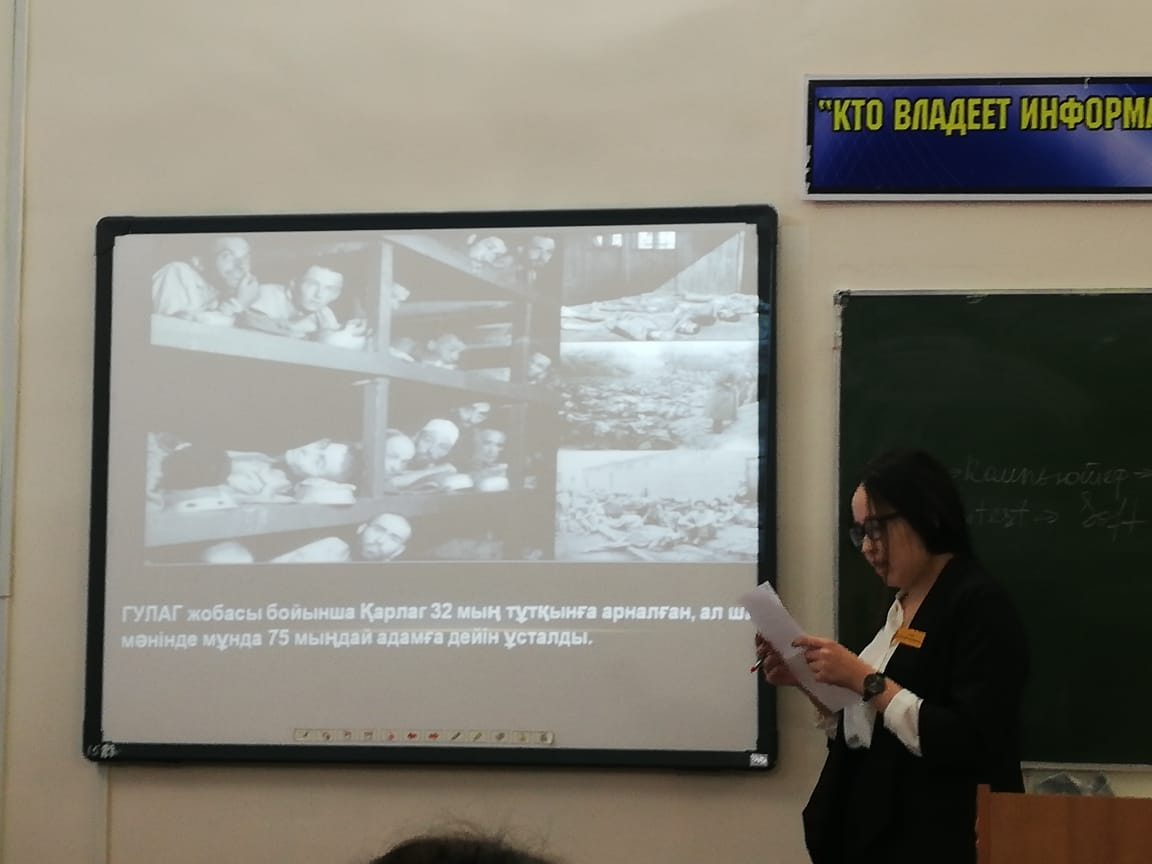 "КТО ВЛАДЕЕТ ИНФОРМА
ГУЛАГ жобасы бойынша Қарлаг 32 мың тұтқынға арналған, ал ш
мәнінде мұнда 75 мыңдай адамға дейін ұсталды.
Компьютер